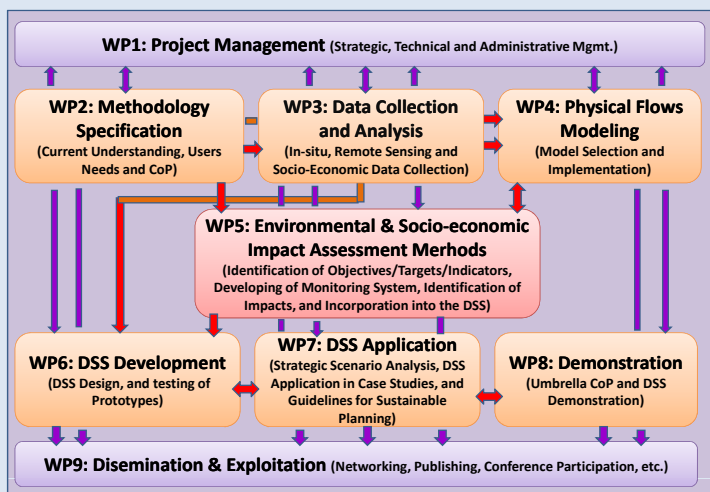 WP1: Project Management (Strategic, Technical and Administrative Mgmt.)
WP2: Methodology
Specification
(Current Understanding, Users
Needs and CoP)
WP3: Data Collection
and Analysis
(In-situ, Remote Sensing and
Socio-Economic Data Collection)
WP4: Physical Flows
Modeling
(Model Selection and
Implementation)
WP5: Environmental & Socio-economic
Impact Assessment Merhods
(Identification of Objectives/Targets/Indicators,
Developing of Monitoring System, Identification of
Impacts, and Incorporation into the DSS)
WP6: DSS Development
(DSS Design, and testing of
Prototypes)
WP7: DSS Application
(Strategic Scenario Analysis, DSS
Application in Case Studies, and
Guidelines for Sustainable
Planning)
WP8: Demonstration
(Umbrella CoP and DSS
Demonstration)
WP9: Disemination & Exploitation (Networking, Publishing, Conference Participation, etc.)